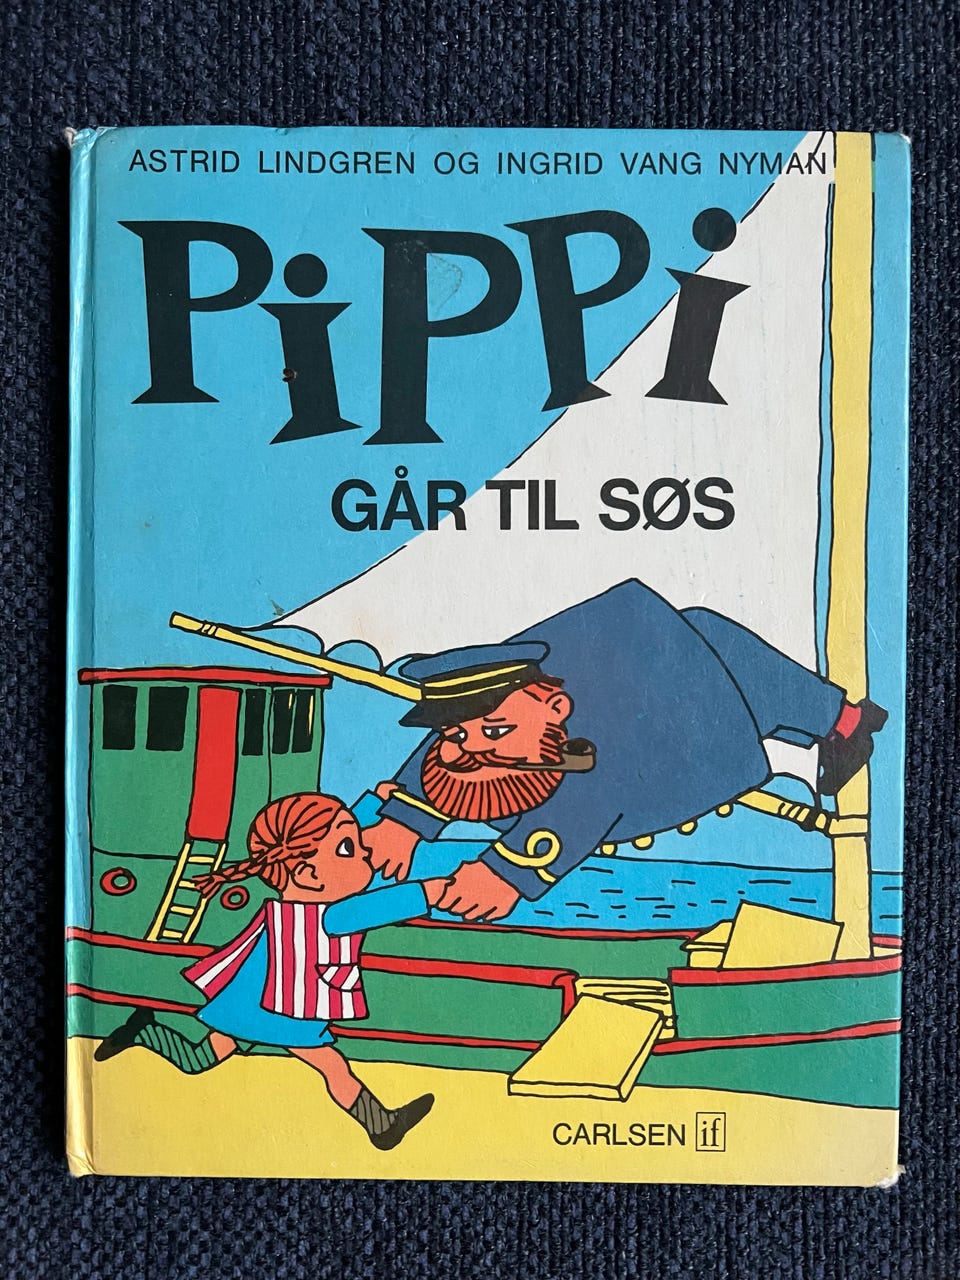 ASTRID LINDGREN OG INGRID VANG NYMAN
PiPPi
GÅR TIL SØS
CARLSEN if